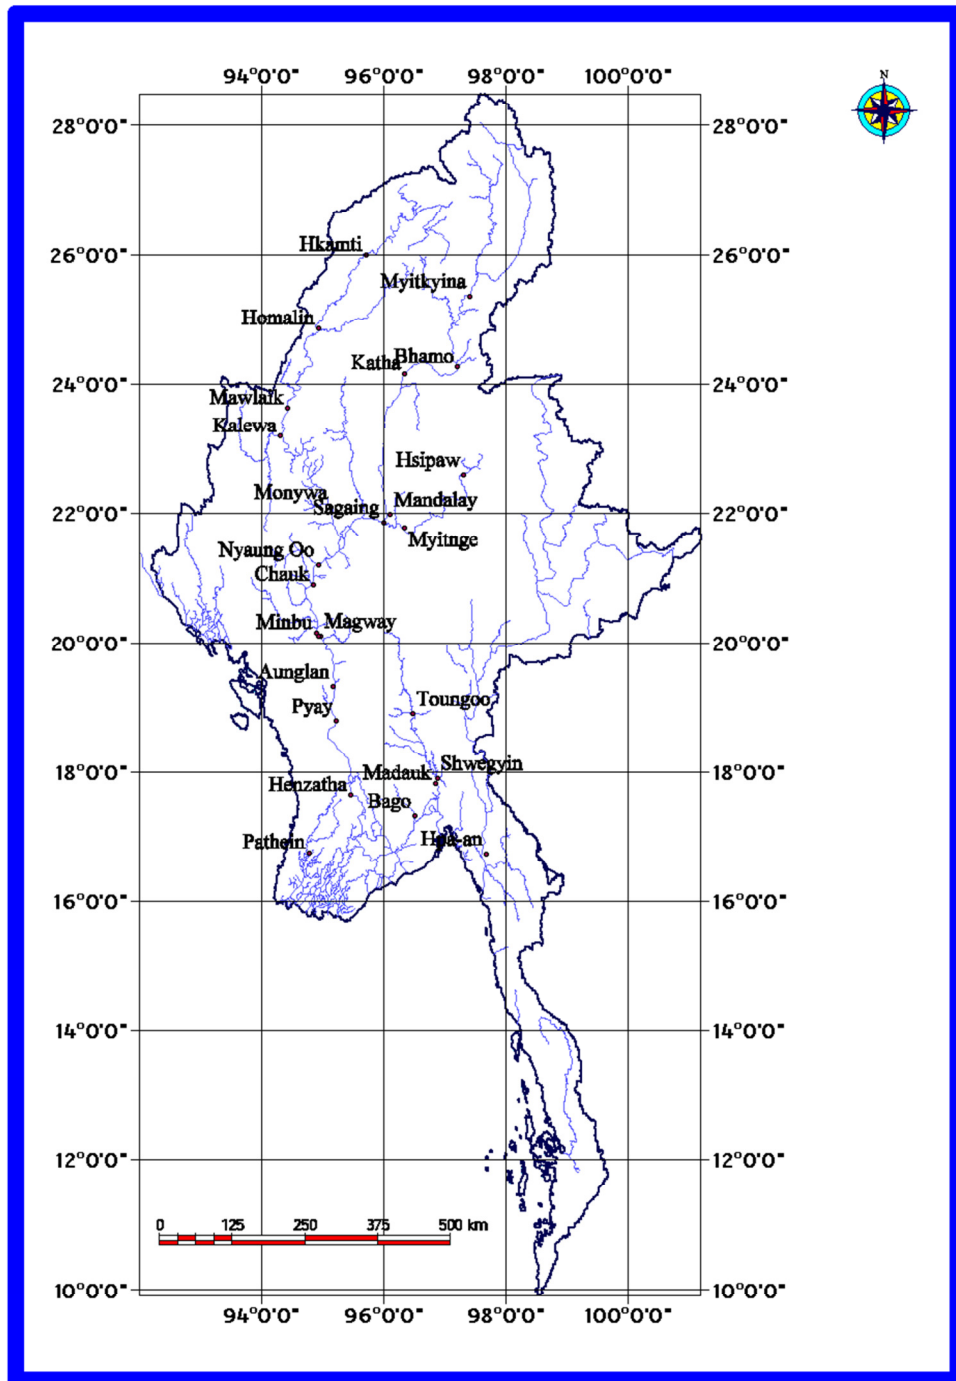 N
94°0'0" 96°0'0" 98°0'0" 100°0'0"
28°0'0" 28°0'0"
Hkamti
26°0'0" 26°0'0"
Myitkyina
Homalin
Katha Bhamo
24°0'0" 24°0'0"
Mawlaik
Kalewa
Hsipaw
Monywa Mandalay
Sagaing
22°0'0" 22°0'0"
Myitnge
Nyaung Oo
Chauk
Minbu Magway
20°0'0" 20°0'0"
Aunglan
Toungoo
Pyay
Shwegyin
18°0'0" Madauk 18°0'0"
Henzatha
Bago
Pathein Hpa-an
16°0'0" 16°0'0"
14°0'0" 14°0'0"
12°0'0" 12°0'0"
0 125 250 375 500 km
10°0'0" 10°0'0"
94°0'0" 96°0'0" 98°0'0" 100°0'0"